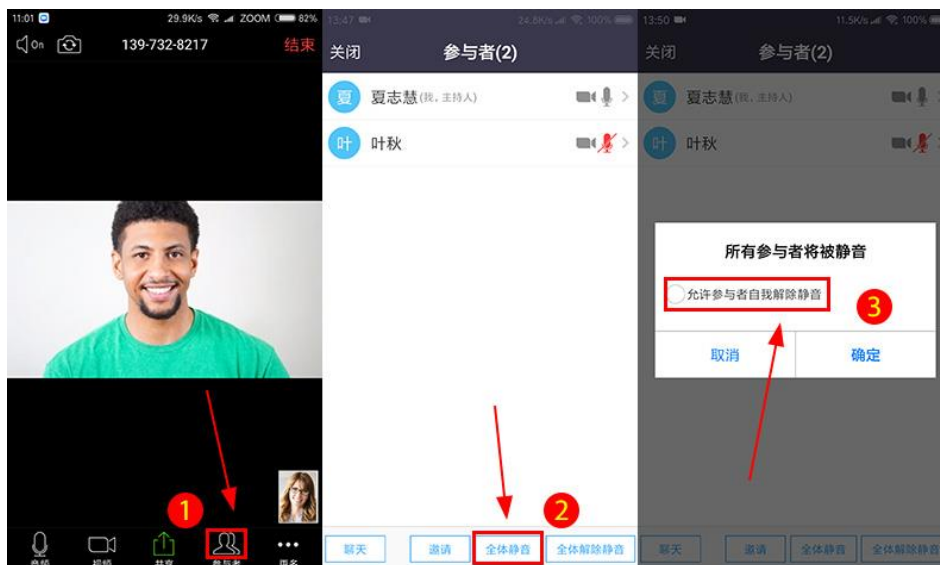 11:01 29.9K/s ZOOM 82%
On 139-732-8217 结束
1
音频 视频 共享 参与者 更多
13:47 24.8K/s 100%
关闭 参与者(2)
夏 夏志慧(我, 主持人)
叶 叶秋
2
聊天 邀请 全体静音 全体解除静音
13:50 11.5K/s 100%
关闭 参与者(2)
夏 夏志慧(我, 主持人)
叶 叶秋
所有参与者将被静音
允许参与者自我解除静音
3
取消 确定
聊天 邀请 全体静音 全体解除静音